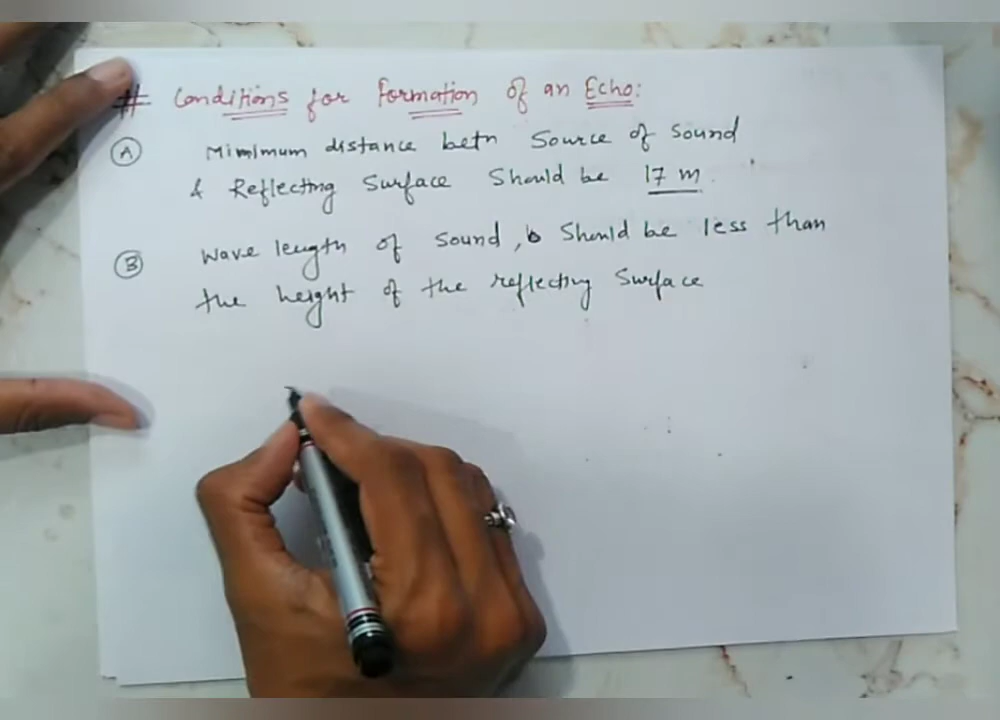 # Conditions for Formation of an Echo:
(A) Minimum distance betn Source of Sound
& Reflecting Surface Should be 17 m.
(B) Wave length of Sound, Should be less than
the height of the reflecting Surface